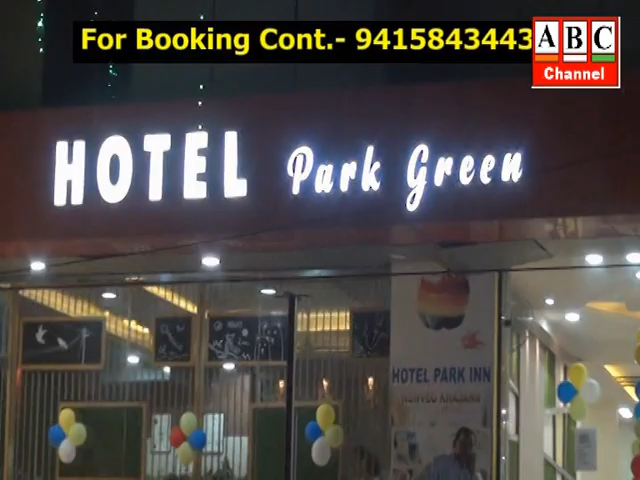 For Booking Cont.- 9415843443
ABC
Channel
HOTEL Park Green
HOTEL PARK INN